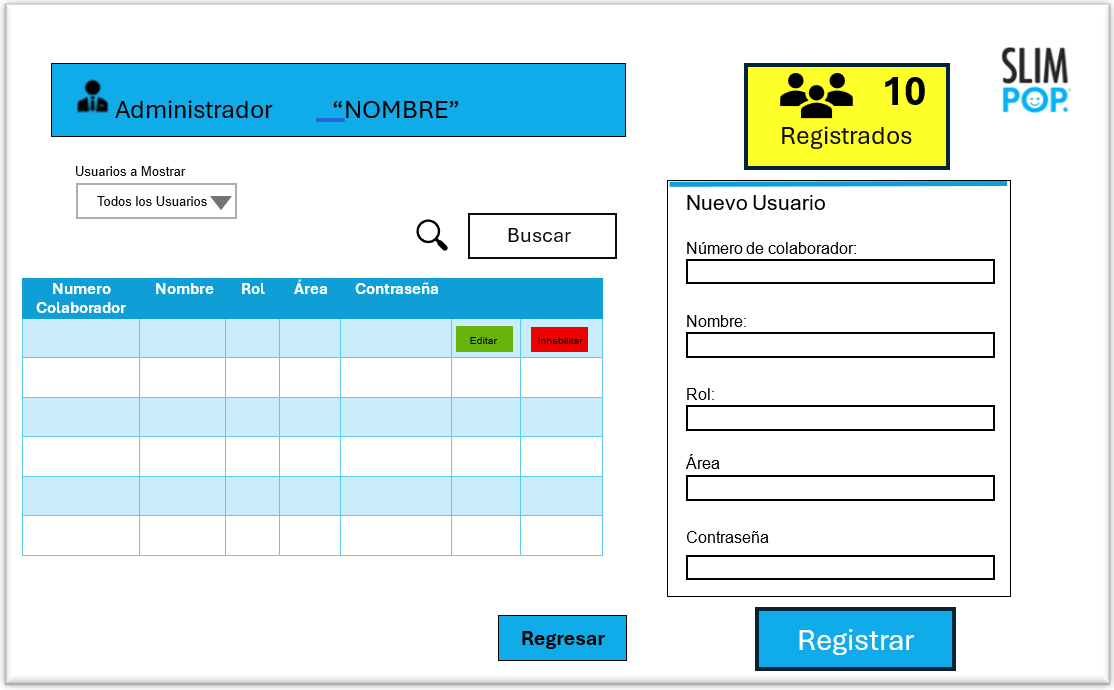 Administrador __“NOMBRE”
10
Registrados
SLIM
POP.
Usuarios a Mostrar
Todos los Usuarios
Buscar
Numero Colaborador
Nombre
Rol
Área
Contraseña
Editar
Inhabilitar
Nuevo Usuario
Número de colaborador:
Nombre:
Rol:
Área
Contraseña
Regresar
Registrar